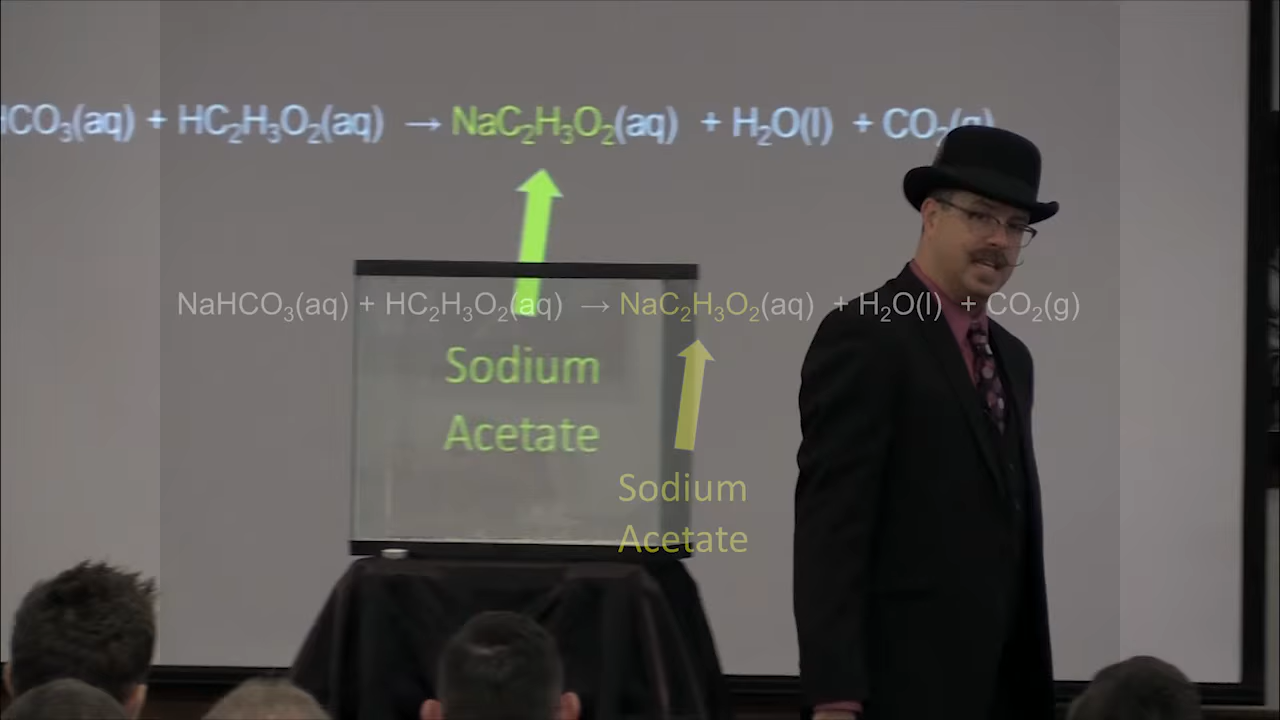 HCO₃(aq) + HC₂H₃O₂(aq) → NaC₂H₃O₂(aq) + H₂O(l) + CO₂(g)
NaHCO₃(aq) + HC₂H₃O₂(aq) → NaC₂H₃O₂(aq) + H₂O(l) + CO₂(g)
Sodium
Acetate
Sodium
Acetate